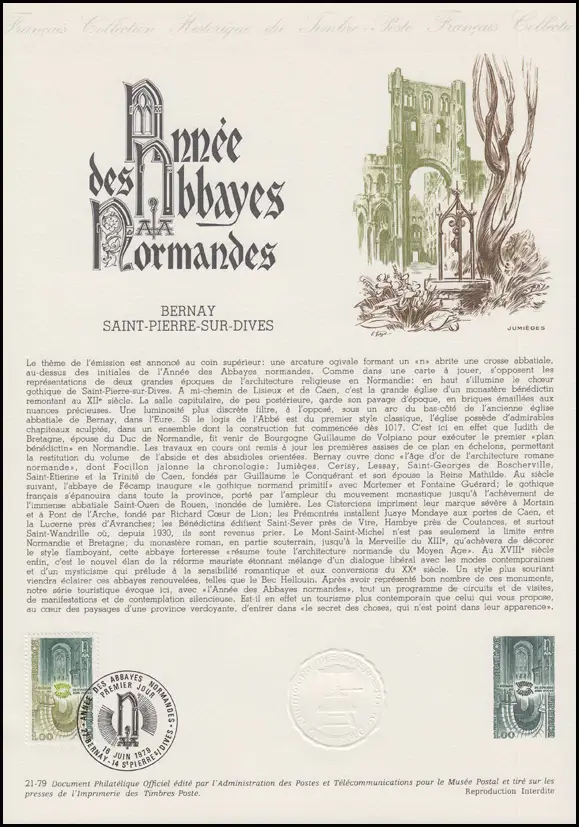 Français Collection Historique du Timbre-Poste Français Collection
Année
des Abbayes
Normandes
BERNAY
SAINT-PIERRE-SUR-DIVES
JUMIÈGES
Le thème de l'émission est annoncé au coin supérieur: une arcature ogivale formant un «n» abrite une crosse abbatiale,
au-dessus des initiales de l'Année des Abbayes normandes. Comme dans une carte à jouer, s'opposent les
représentations de deux grandes époques de l'architecture religieuse en Normandie: en haut s'illumine le chœur
gothique de Saint-Pierre-sur-Dives. A mi-chemin de Lisieux et de Caen, c'est la grande église d'un monastère bénédictin
remontant au XIIe siècle. La salle capitulaire, de peu postérieure, garde son pavage d'époque, en briques émaillées aux
nuances précieuses. Une luminosité plus discrète filtre, à l'opposé, sous un arc du bas-côté de l'ancienne église
abbatiale de Bernay, dans l'Eure. Si le logis de l'Abbé est du premier style classique, l'église possède d'admirables
chapiteaux sculptés, dans un ensemble dont la construction fut commencée dès 1017. C'est ici en effet que Judith de
Bretagne, épouse du Duc de Normandie, fit venir de Bourgogne Guillaume de Volpiano pour exécuter le premier «plan
bénédictin» en Normandie. Les travaux en cours ont remis à jour les premières assises de ce plan en échelons, permettant
la restitution du volume de l'abside et des absidioles orientées. Bernay ouvre donc «l'âge d'or de l'architecture romane
normande», dont Focillon jalonne la chronologie: Jumièges, Cerisy, Lessay, Saint-Georges de Boscherville,
Saint-Etienne et la Trinité de Caen, fondés par Guillaume le Conquérant et son épouse la Reine Mathilde. Au siècle
suivant, l'abbaye de Fécamp inaugure «le gothique normand primitif» avec Mortemer et Fontaine Guérard; le gothique
français s'épanouira dans toute la province, porté par l'ampleur du mouvement monastique jusqu'à l'achèvement de
l'immense abbatiale Saint-Ouen de Rouen, inondée de lumière. Les Cisterciens impriment leur marque sévère à Mortain
et à Pont de l'Arche, fondé par Richard Cœur de Lion; les Prémontrés installent Juaye Mondaye aux portes de Caen, et
la Lucerne près d'Avranches; les Bénédictins édifient Saint-Sever près de Vire, Hambye près de Coutances, et surtout
Saint-Wandrille où, depuis 1930, ils sont revenus prier. Le Mont-Saint-Michel n'est pas seulement la limite entre
Normandie et Bretagne; du monastère roman, en partie souterrain, jusqu'à la Merveille du XIIIe, qu'achèvera de décorer
le style flamboyant, cette abbaye forteresse «résume toute l'architecture normande du Moyen Age». Au XVIIIe siècle
enfin, c'est le nouvel élan de la réforme mauriste étonnant mélange d'un dialogue libéral avec les modes contemporaines
et d'un mysticisme qui prélude à la sensibilité romantique et aux conversions du XXe siècle. Un style plus souriant
viendra éclairer ces abbayes renouvelées, telles que le Bec Hellouin. Après avoir représenté bon nombre de ces monuments,
notre série touristique évoque ici, avec «l'Année des Abbayes normandes», tout un programme de circuits et de visites,
de manifestations et de contemplation silencieuse. Est-il en effet un tourisme plus contemporain que celui qui vous propose,
au cœur des paysages d'une province verdoyante, d'entrer dans «le secret des choses, qui n'est point dans leur apparence».
1.00
27 - ANNÉE DES ABBAYES NORMANDES -
PREMIER JOUR
16 JUIN 1979
BERNAY - 14 St PIERRE s/ DIVES
1.00
21-79 Document Philatélique Officiel édité par l'Administration des Postes et Télécommunications pour le Musée Postal et tiré sur les
presses de l'Imprimerie des Timbres-Poste.
Reproduction Interdite